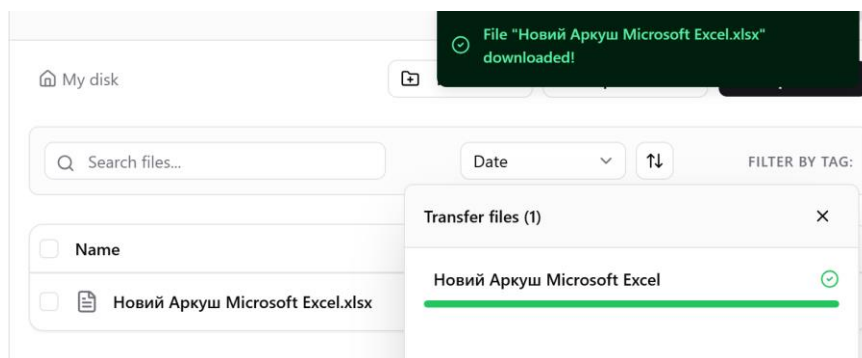 File "Новий Аркуш Microsoft Excel.xlsx"
downloaded!
My disk
Search files...
Date
FILTER BY TAG:
Transfer files (1)
Name
Новий Аркуш Microsoft Excel
Новий Аркуш Microsoft Excel.xlsx